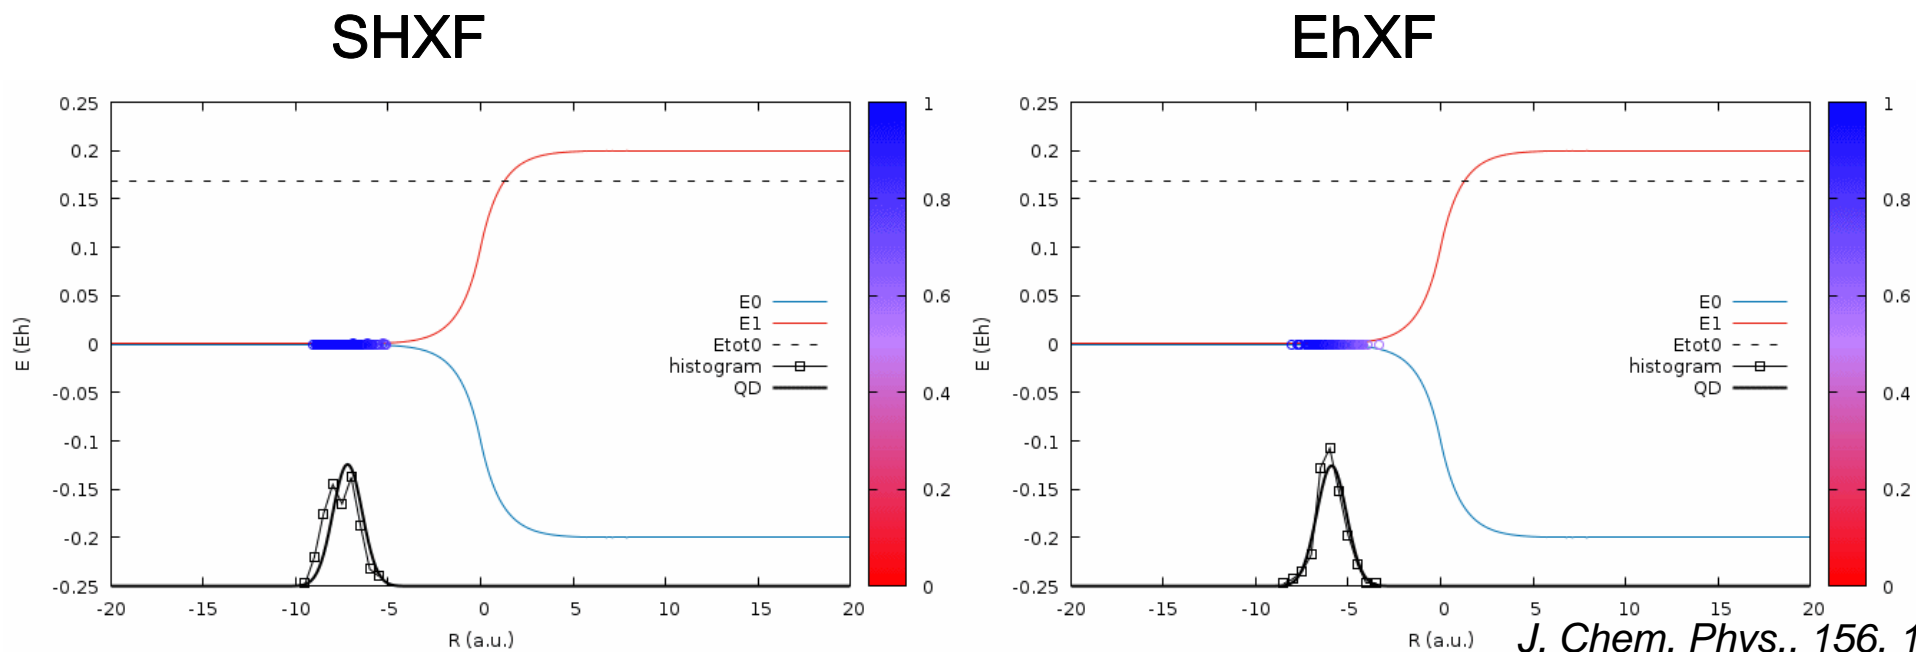 SHXF
EhXF
0.25
0.2
0.15
0.1
0.05
0
-0.05
-0.1
-0.15
-0.2
-0.25
E (Eh)
-20 -15 -10 -5 0 5 10 15 20
R (a.u.)
E0
E1
Etot0
histogram
QD
1
0.8
0.6
0.4
0.2
0
0.25
0.2
0.15
0.1
0.05
0
-0.05
-0.1
-0.15
-0.2
-0.25
E (Eh)
-20 -15 -10 -5 0 5 10 15 20
R (a.u.)
E0
E1
Etot0
histogram
QD
1
0.8
0.6
0.4
0.2
0
J. Chem. Phys., 156, 1